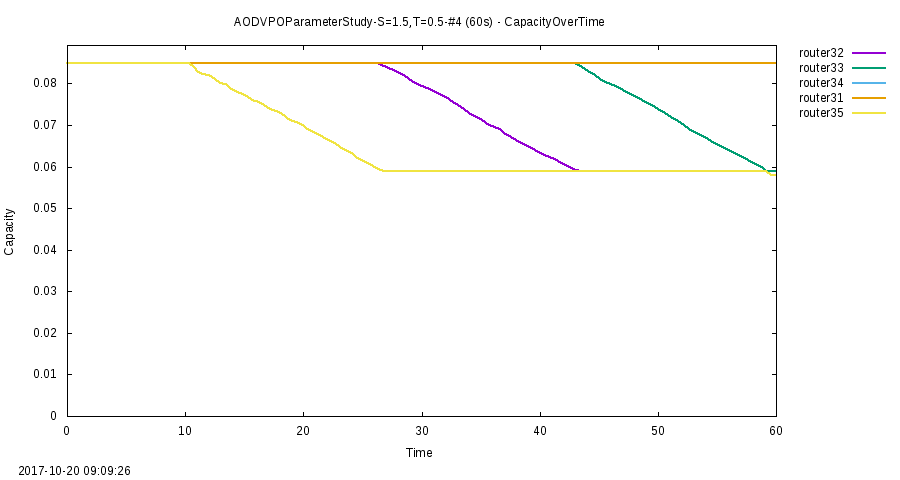 AODVPOParameterStudy-S=1.5,T=0.5-#4 (60s) - CapacityOverTime
router32
router33
router34
router31
router35
0.08
0.07
0.06
0.05
0.04
0.03
0.02
0.01
0
Capacity
0 10 20 30 40 50 60
Time
2017-10-20 09:09:26